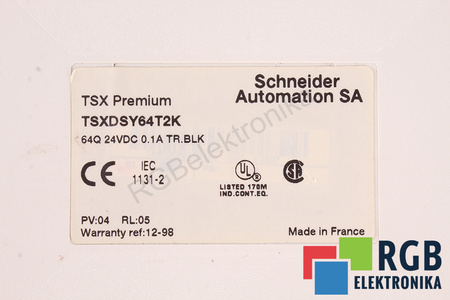 TSX Premium
Schneider
Automation SA
TSXDSY64T2K
64Q 24VDC 0.1A TR.BLK
CE
IEC
1131-2
UL
LISTED 170M
IND.CONT.EQ.
SA
PV:04 RL:05
Warranty ref:12-98
Made in France
RGBelektronika
RGB
ELEKTRONIKA